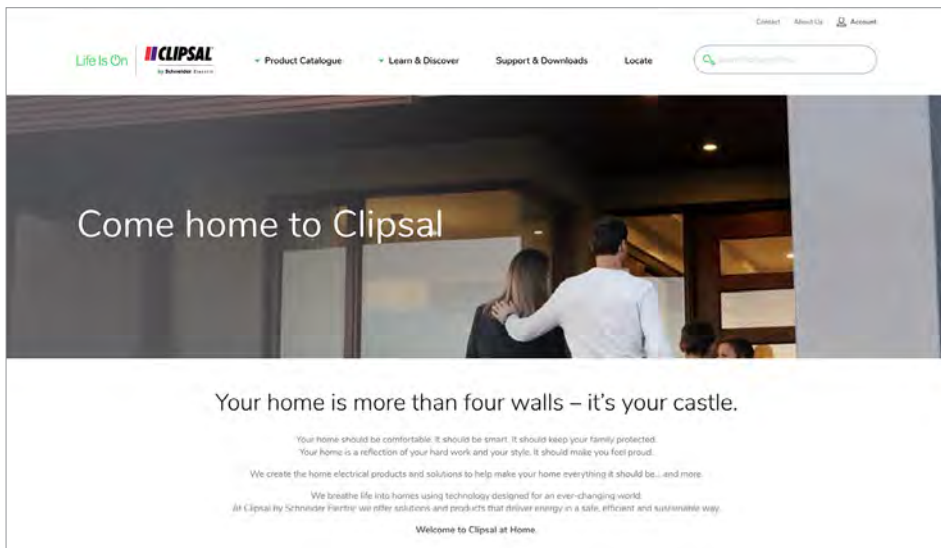 Contact About Us Account
Life Is On CLIPSAL
by Schneider Electric
Product Catalogue Learn & Discover Support & Downloads Locate
Come home to Clipsal
Your home is more than four walls – it's your castle.
Your home should be comfortable. It should be smart. It should keep your family protected.
Your home is a reflection of your hard work and your style. It should make you feel proud.
We create the home electrical products and solutions to help make your home everything it should be... and more.
We breathe life into homes using technology designed for an ever-changing world.
At Clipsal by Schneider Electric we offer solutions and products that deliver energy in a safe, efficient and sustainable way.
Welcome to Clipsal at Home.